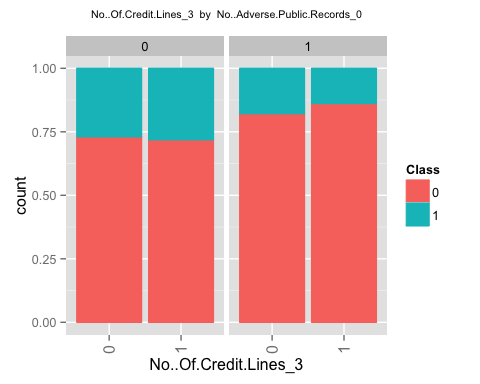 No..Of.Credit.Lines_3 by No..Adverse.Public.Records_0
0 1
1.00
0.75
0.50
0.25
0.00
count
0 1 0 1
No..Of.Credit.Lines_3
Class
0
1